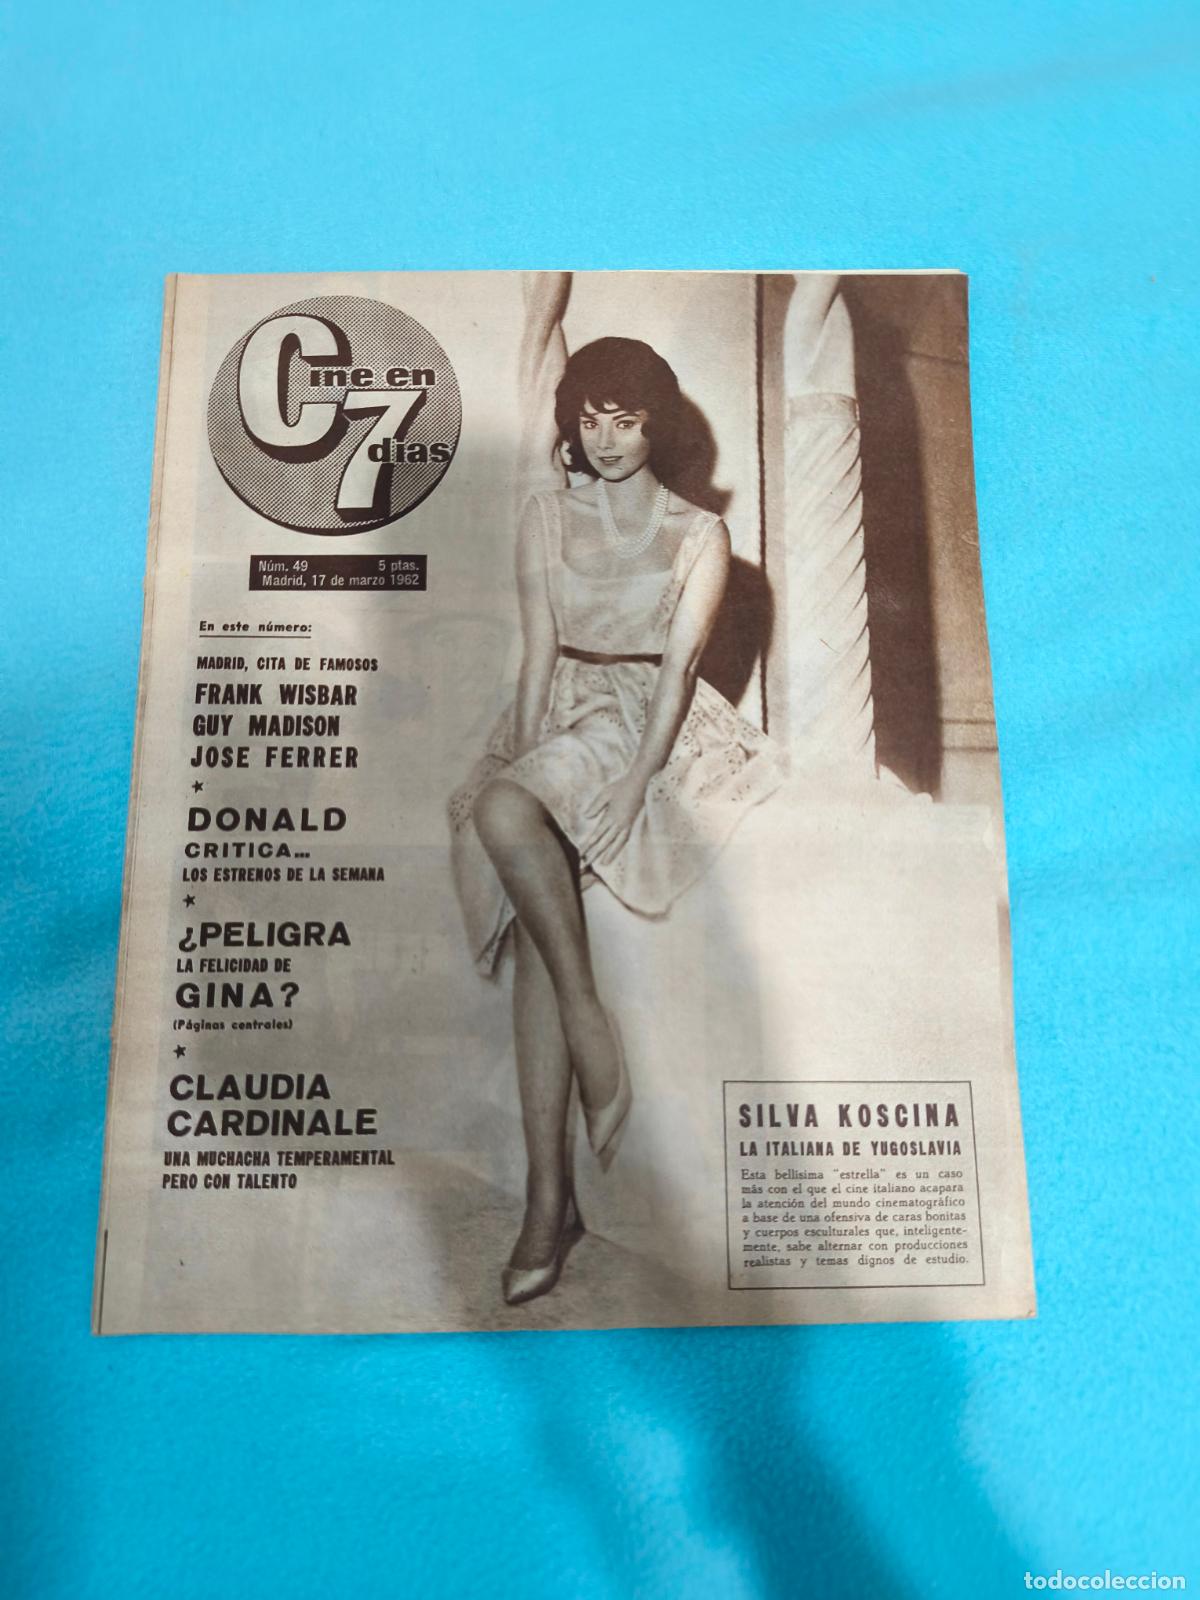 Cine en
7 dias
Núm. 49 5 ptas.
Madrid, 17 de marzo 1962
En este número:
MADRID, CITA DE FAMOSOS
FRANK WISBAR
GUY MADISON
JOSE FERRER
DONALD
CRITICA...
LOS ESTRENOS DE LA SEMANA
¿PELIGRA
LA FELICIDAD DE
GINA?
(Páginas centrales)
CLAUDIA
CARDINALE
UNA MUCHACHA TEMPERAMENTAL
PERO CON TALENTO
SILVA KOSCINA
LA ITALIANA DE YUGOSLAVIA
Esta bellísima "estrella" es un caso
más con el que el cine italiano acapara
la atención del mundo cinematográfico
a base de una ofensiva de caras bonitas
y cuerpos esculturales que, inteligente-
mente, sabe alternar con producciones
realistas y temas dignos de estudio.
todocoleccion